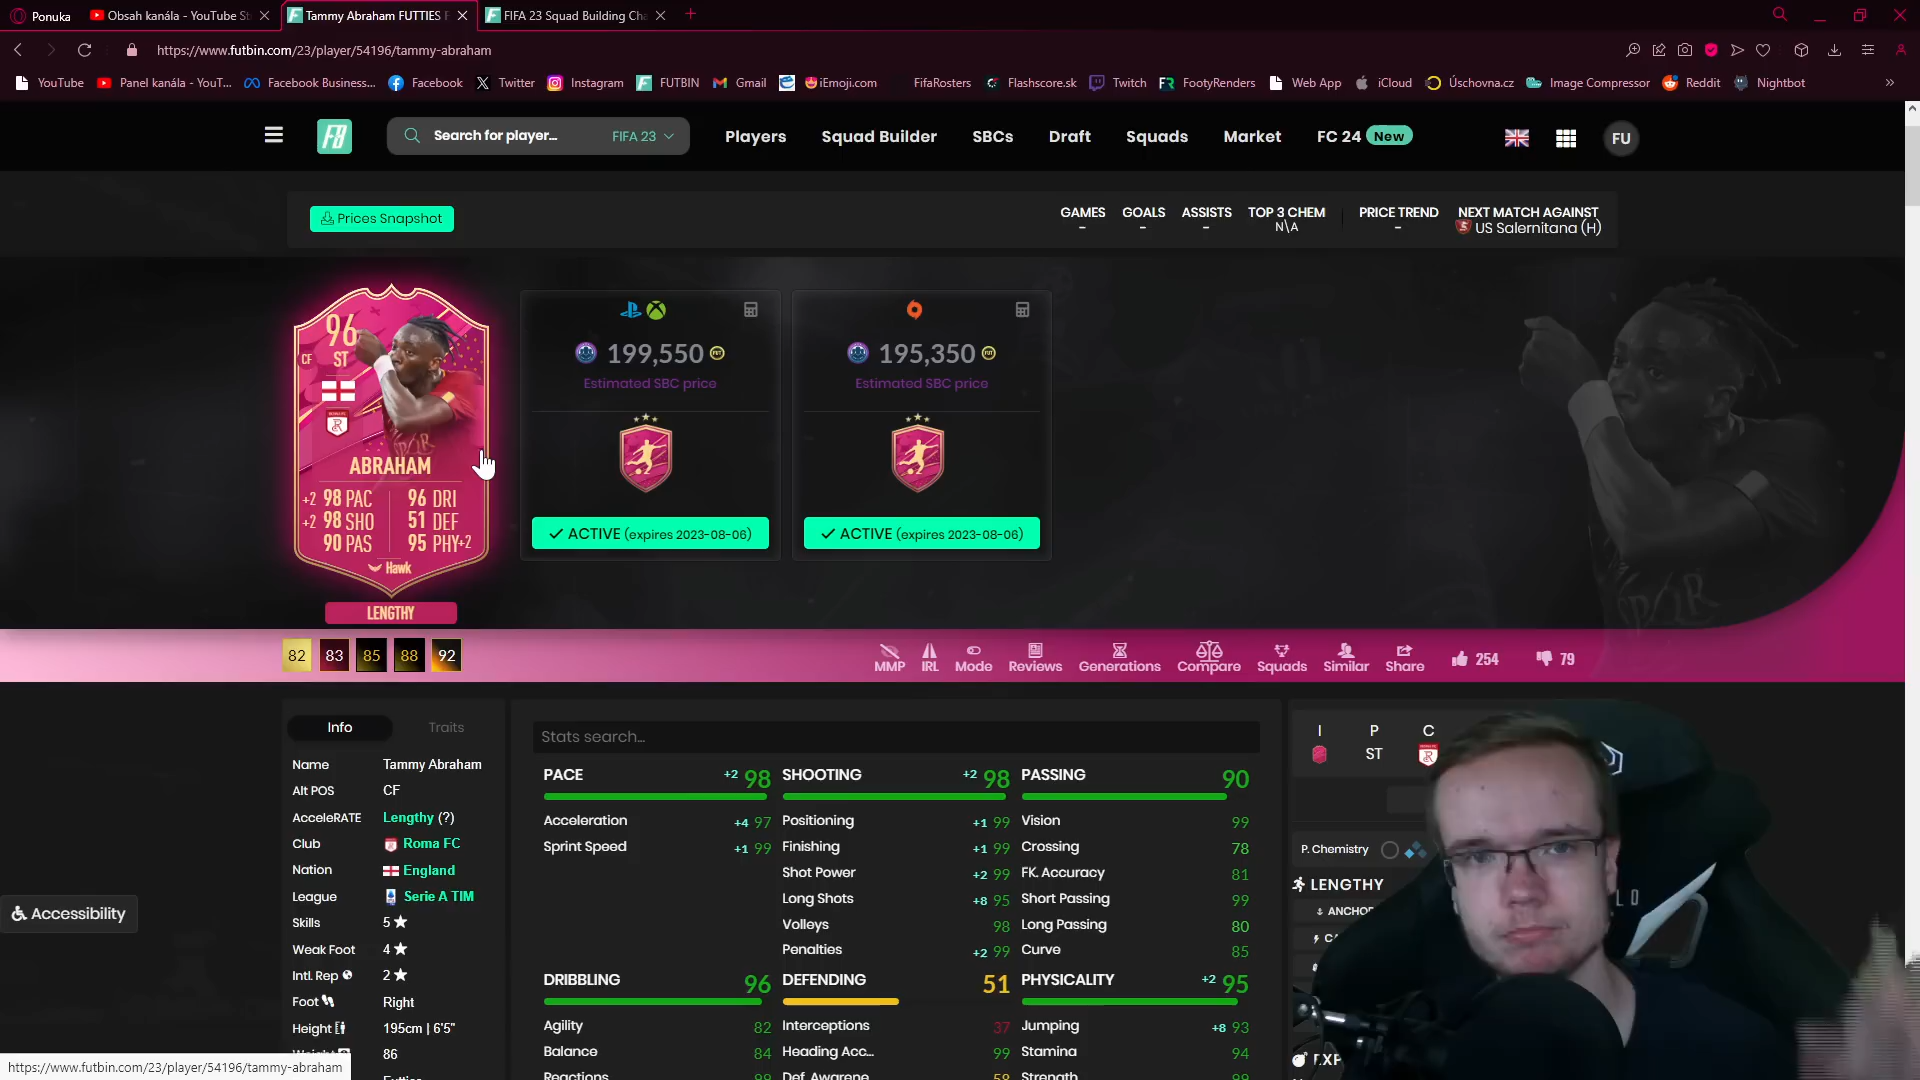 Ponuka
Obsah kanála - YouTube St
Tammy Abraham FUTTIES F
FIFA 23 Squad Building Cha
https://www.futbin.com/23/player/54196/tammy-abraham
YouTube
Panel kanála - YouT...
Facebook Business...
Facebook
Twitter
Instagram
FUTBIN
Gmail
iEmoji.com
FifaRosters
Flashscore.sk
Twitch
FootyRenders
Web App
iCloud
Úschovna.cz
Image Compressor
Reddit
Nightbot
Search for player...
FIFA 23
Players
Squad Builder
SBCs
Draft
Squads
Market
FC 24 New
FU
Prices Snapshot
GAMES
-
GOALS
-
ASSISTS
-
TOP 3 CHEM
N\A
PRICE TREND
-
NEXT MATCH AGAINST
US Salernitana (H)
96
CF
ST
ABRAHAM
+2 98 PAC
96 DRI
+2 98 SHO
51 DEF
90 PAS
95 PHY+2
Hawk
LENGTHY
199,550
Estimated SBC price
ACTIVE (expires 2023-08-06)
195,350
Estimated SBC price
ACTIVE (expires 2023-08-06)
82
83
85
88
92
MMP
IRL
Mode
Reviews
Generations
Compare
Squads
Similar
Share
254
79
Info
Traits
Name Tammy Abraham
Alt POS CF
AcceleRATE Lengthy (?)
Club Roma FC
Nation England
League Serie A TIM
Skills 5
Weak Foot 4
Intl. Rep 2
Foot Right
Height 195cm | 6'5"
Weight 86
Futties
Stats search...
PACE +2 98
Acceleration +4 97
Sprint Speed +1 99
SHOOTING +2 98
Positioning +1 99
Finishing +1 99
Shot Power +2 99
Long Shots +8 95
Volleys 98
Penalties +2 99
PASSING 90
Vision 99
Crossing 78
FK. Accuracy 81
Short Passing 99
Long Passing 80
Curve 85
DRIBBLING 96
Agility 82
Balance 84
Reactions 99
DEFENDING 51
Interceptions 37
Heading Acc... 99
Def. Awarene 58
PHYSICALITY +2 95
Jumping +8 93
Stamina 94
Strength 99
I
P
C
ST
P. Chemistry
LENGTHY
ANCHO
EXP
Accessibility
https://www.futbin.com/23/player/54196/tammy-abraham